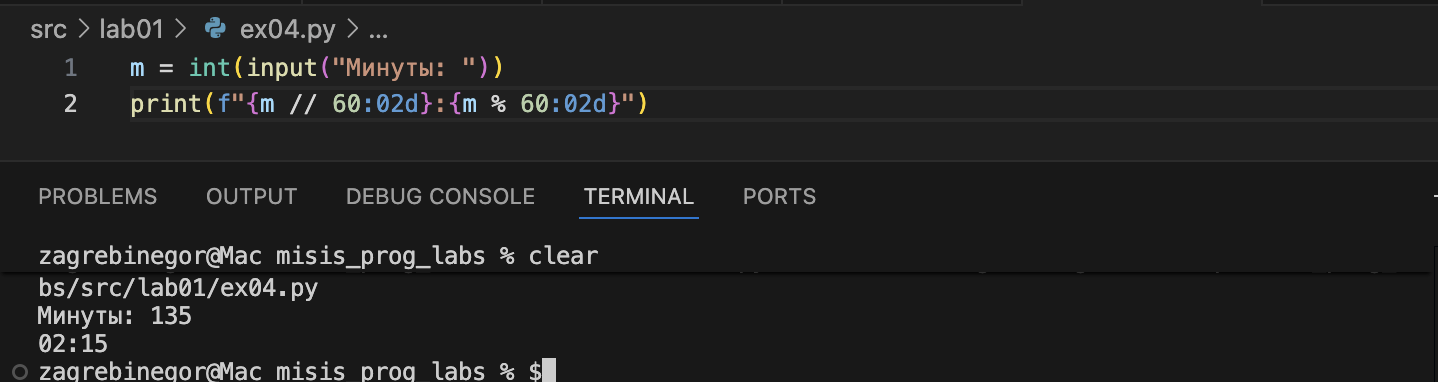 src > lab01 > ex04.py > ...
1 m = int(input("Минуты: "))
2 print(f"{m // 60:02d}:{m % 60:02d}")
PROBLEMS OUTPUT DEBUG CONSOLE TERMINAL PORTS
zagrebinegor@Mac misis_prog_labs % clear
bs/src/lab01/ex04.py
Минуты: 135
02:15
zagrebinegor@Mac misis_prog_labs % $